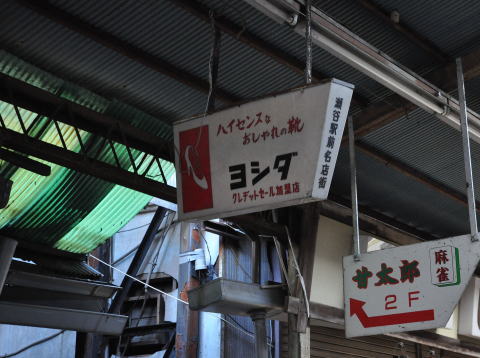 ハイセンスな
おしゃれの靴
ヨシダ
クレヂットセール加盟店
瀬谷駅前名店街
甘太郎
麻雀
2F